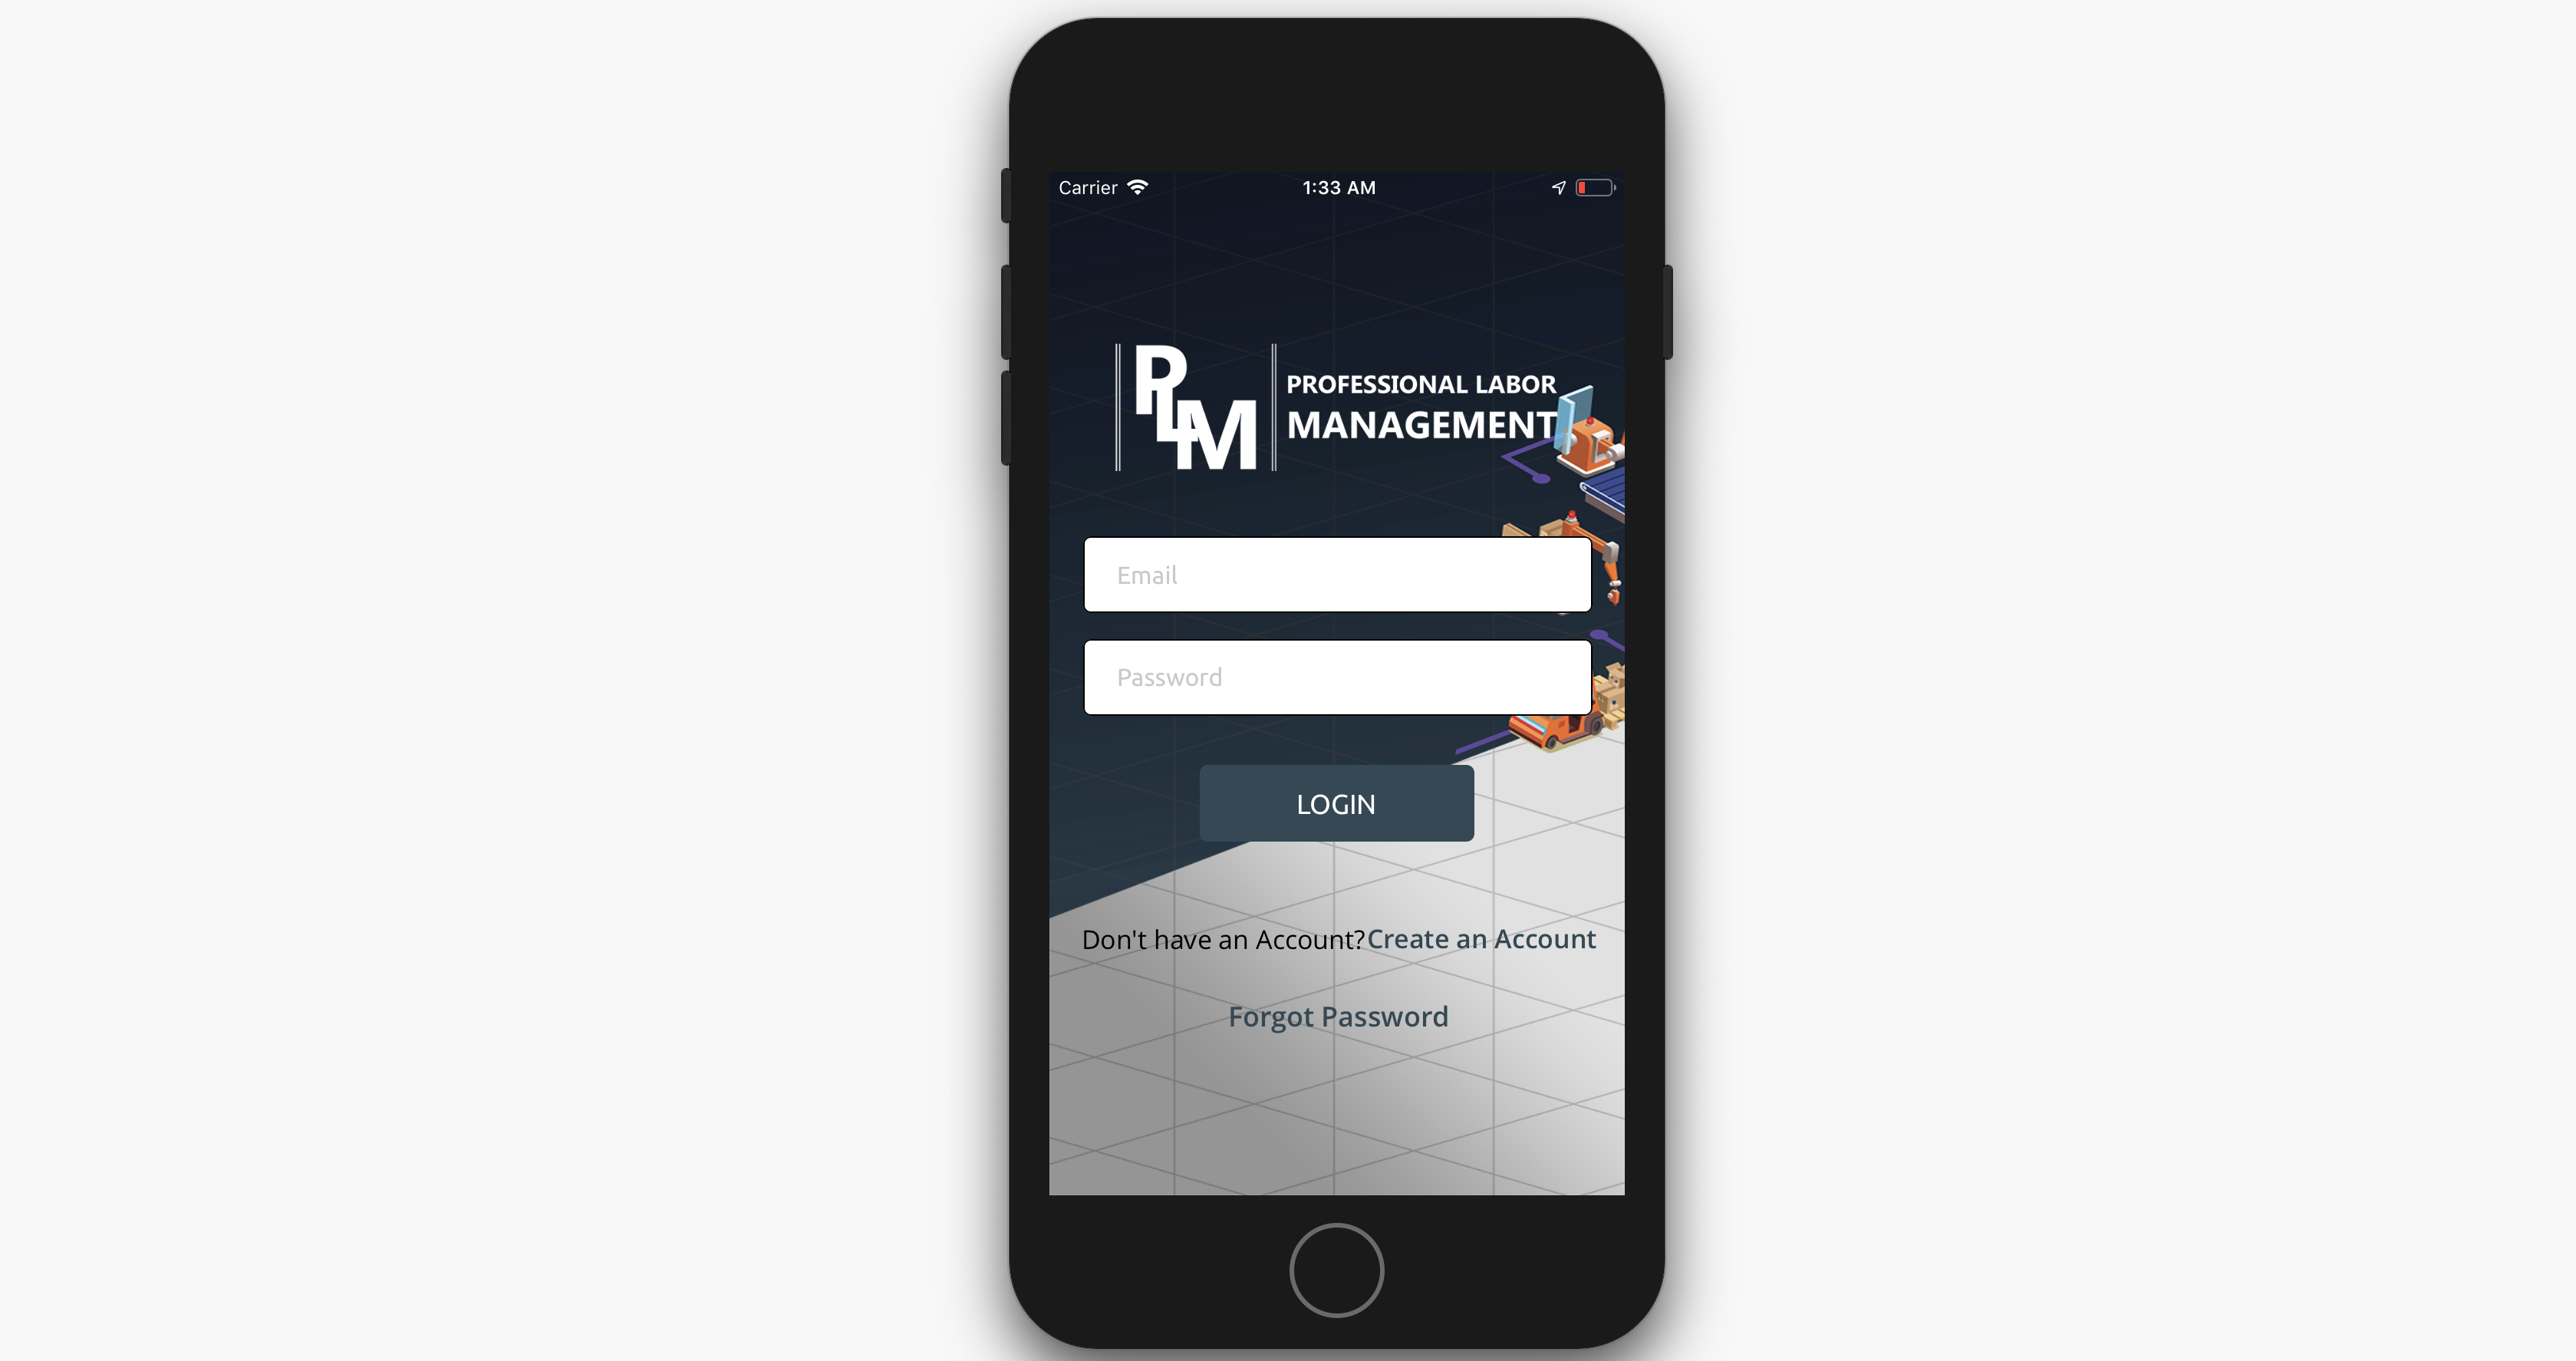 Carrier 1:33 AM
PLM
PROFESSIONAL LABOR
MANAGEMENT
Email
Password
LOGIN
Don't have an Account?Create an Account
Forgot Password